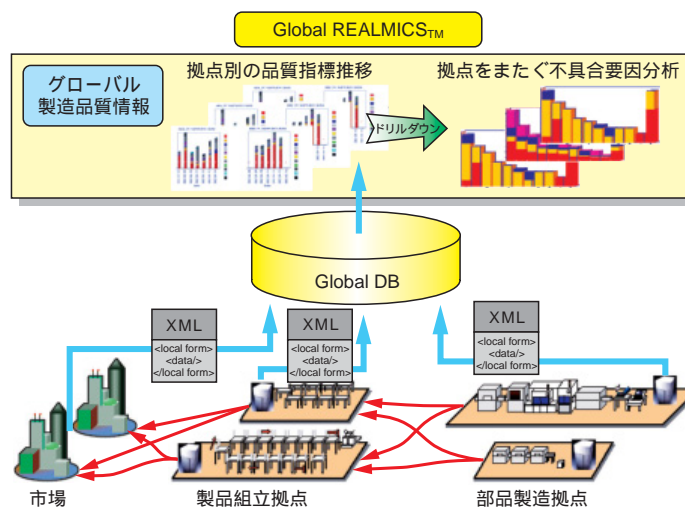 Global REALMICS™
グローバル
製造品質情報
拠点別の品質指標推移
拠点をまたぐ不具合要因分析
ドリルダウン
Global DB
XML
<local form>
<data/>
</local form>
XML
<local form>
<data/>
</local form>
XML
<local form>
<data/>
</local form>
市場
製品組立拠点
部品製造拠点